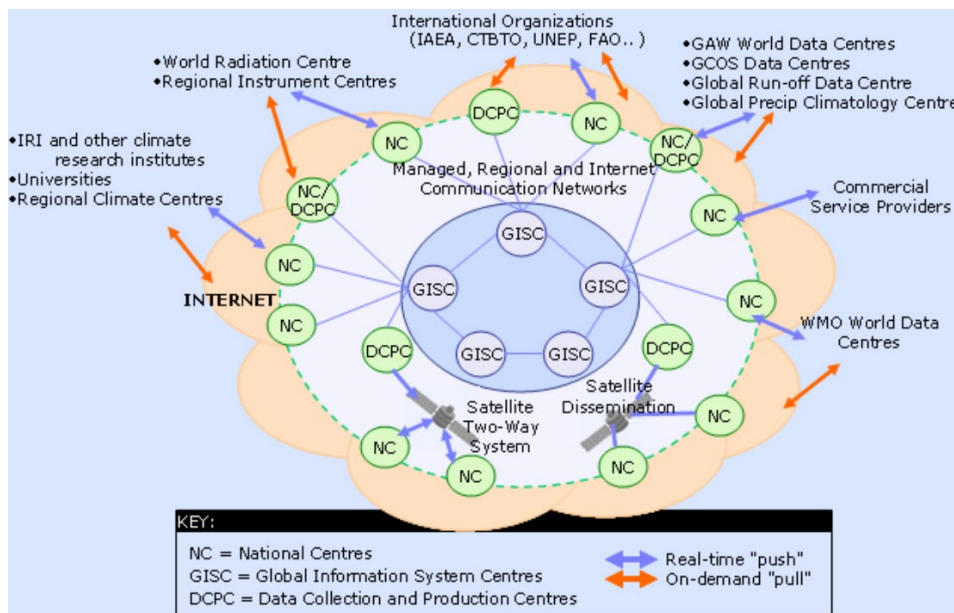 International Organizations
(IAEA, CTBTO, UNEP, FAO.. )
•World Radiation Centre
•Regional Instrument Centres
•GAW World Data Centres
•GCOS Data Centres
•Global Run-off Data Centre
•Global Precip Climatology Centre
•IRI and other climate
research institutes
•Universities
•Regional Climate Centres
DCPC
NC
NC
NC/
DCPC
Managed, Regional and Internet
Communication Networks
NC/
DCPC
NC
Commercial
Service Providers
GISC
NC
GISC
GISC
INTERNET
NC
NC
WMO World Data
Centres
DCPC
GISC
GISC
DCPC
Satellite
Two-Way
System
Satellite
Dissemination
NC
NC
NC
NC
KEY:
NC = National Centres
GISC = Global Information System Centres
DCPC = Data Collection and Production Centres
Real-time "push"
On-demand "pull"